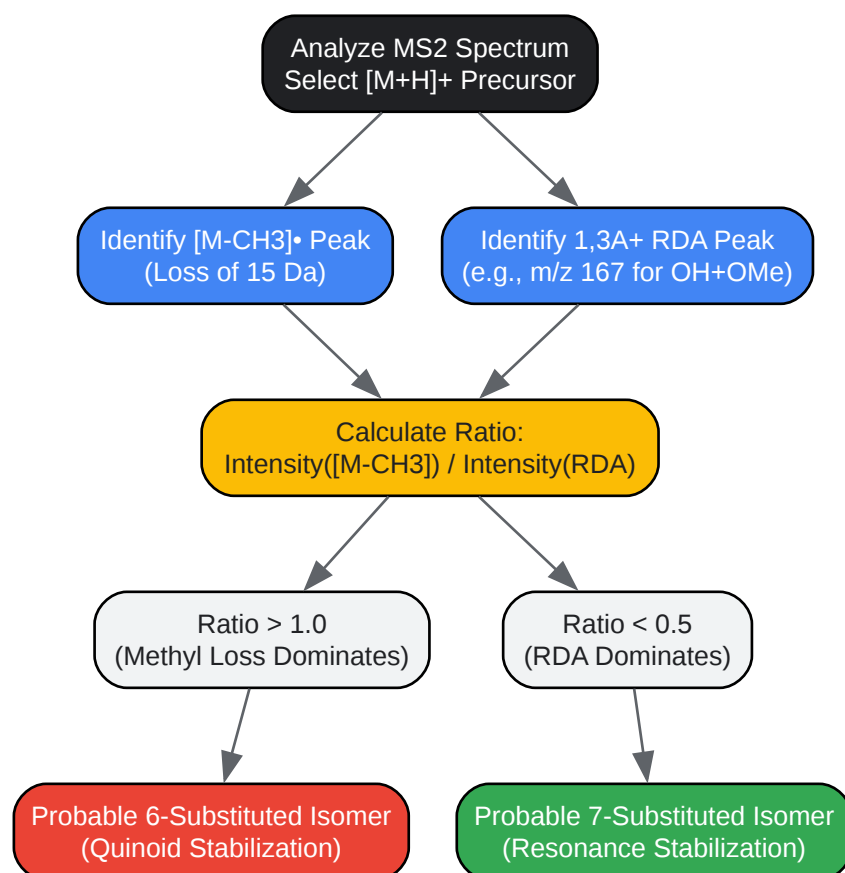 Analyze MS2 Spectrum
Select [M+H]+ Precursor
Identify [M-CH3]• Peak
(Loss of 15 Da)
Identify 1,3A+ RDA Peak
(e.g., m/z 167 for OH+OMe)
Calculate Ratio:
Intensity([M-CH3]) / Intensity(RDA)
Ratio > 1.0
(Methyl Loss Dominates)
Ratio < 0.5
(RDA Dominates)
Probable 6-Substituted Isomer
(Quinoid Stabilization)
Probable 7-Substituted Isomer
(Resonance Stabilization)